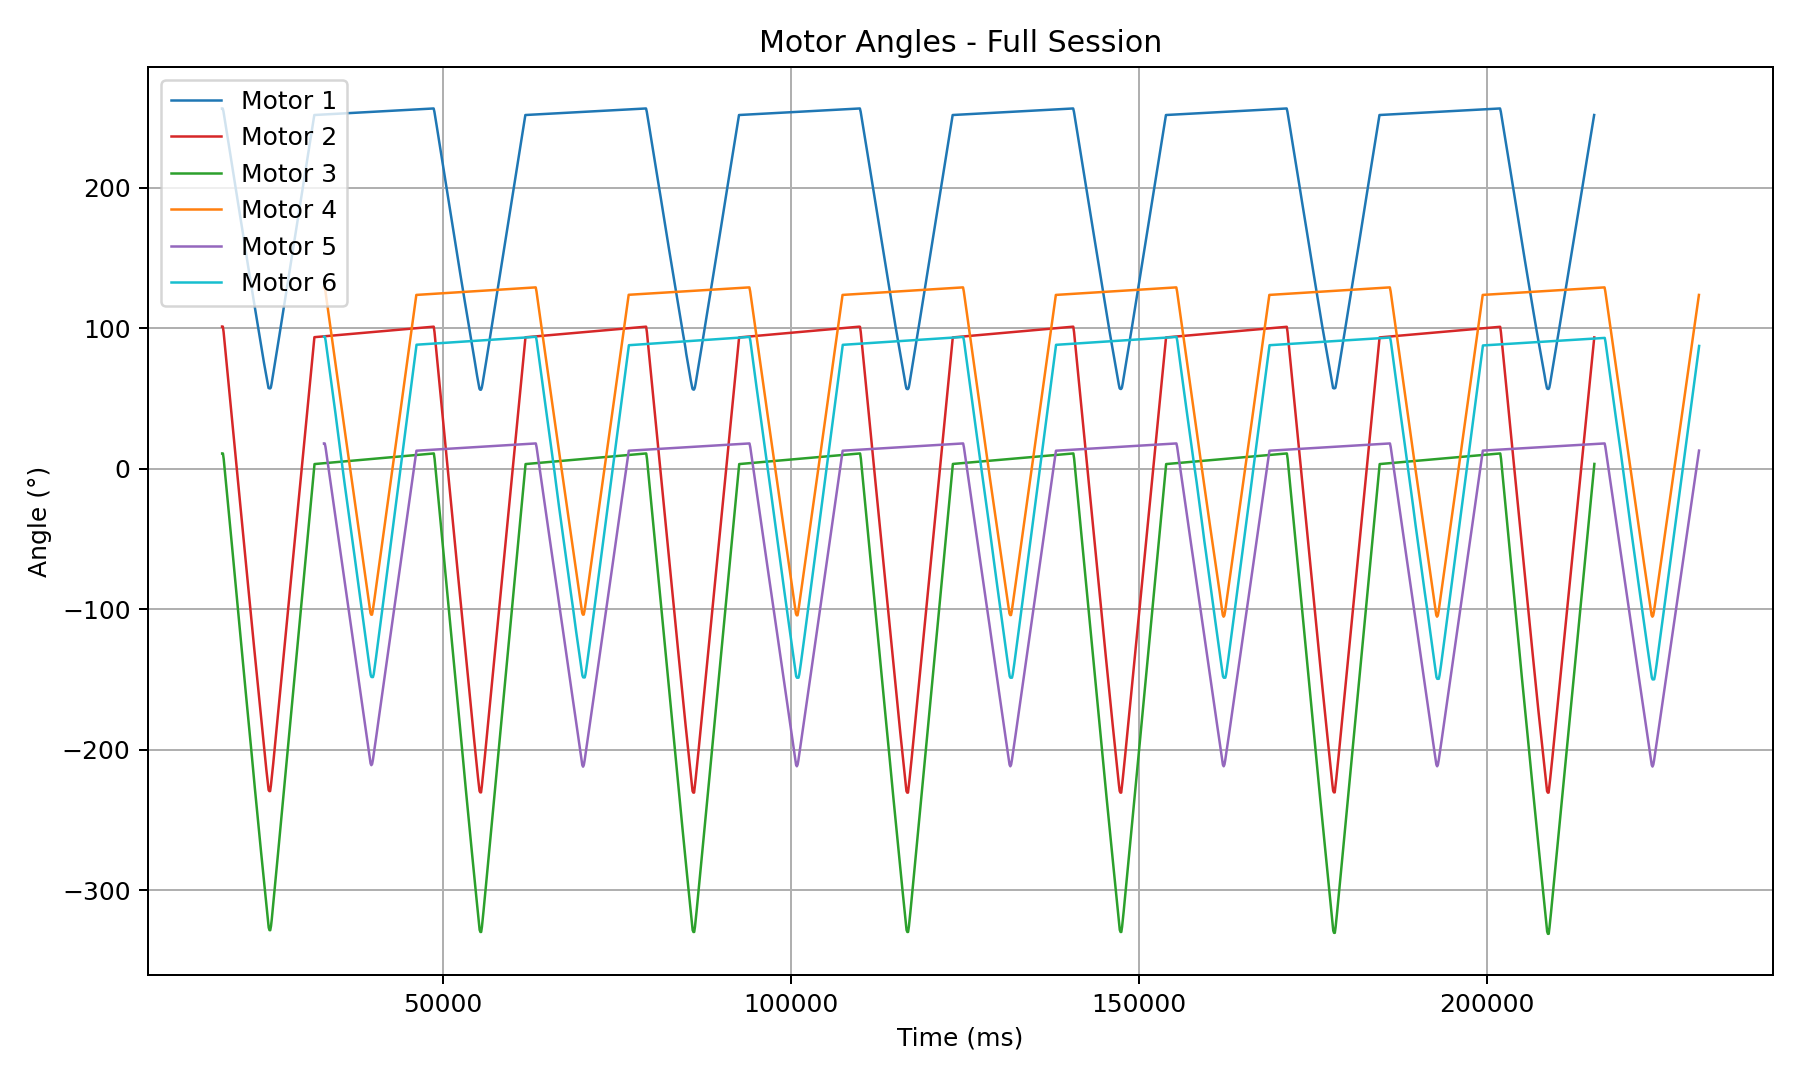 Motor Angles - Full Session
Motor 1
Motor 2
Motor 3
Motor 4
Motor 5
Motor 6
200
100
0
−100
−200
−300
Angle (°)
50000
100000
150000
200000
Time (ms)